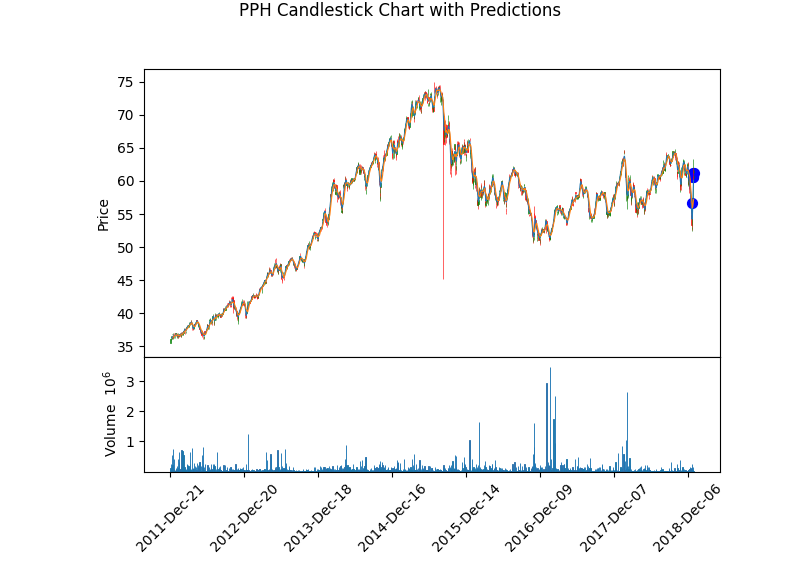 PPH Candlestick Chart with Predictions
75
70
65
60
55
50
45
40
35
Price
3
2
1
Volume 10^6
2011-Dec-21
2012-Dec-20
2013-Dec-18
2014-Dec-16
2015-Dec-14
2016-Dec-09
2017-Dec-07
2018-Dec-06